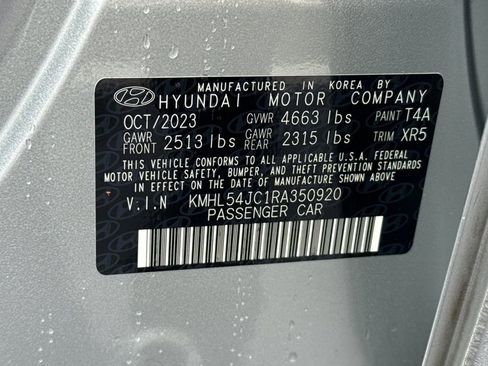 MANUFACTURED IN KOREA BY
HYUNDAI MOTOR COMPANY
OCT/2023 GVWR 4663 lbs PAINT T4A
GAWR FRONT 2513 lbs GAWR REAR 2315 lbs TRIM XR5
THIS VEHICLE CONFORMS TO ALL APPLICABLE U.S.A. FEDERAL
MOTOR VEHICLE SAFETY, BUMPER, AND THEFT PREVENTION STANDARDS
IN EFFECT ON THE DATE OF MANUFACTURE SHOWN ABOVE.
V.I.N KMHL54JC1RA350920
PASSENGER CAR